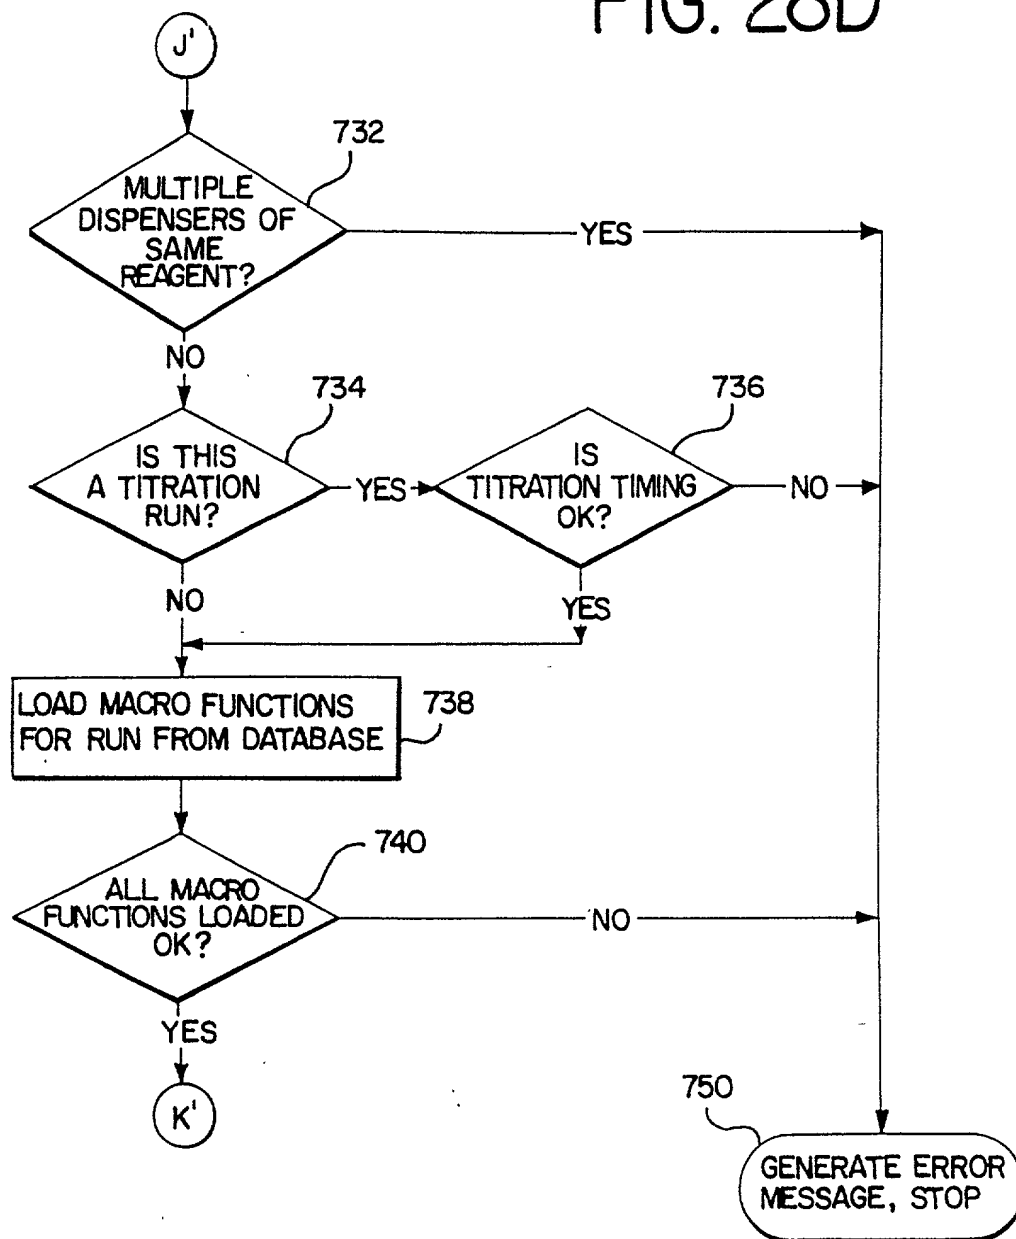 FIG. 28D
J'
732
MULTIPLE
DISPENSERS OF
SAME
REAGENT?
YES
NO
734
736
IS THIS
A TITRATION
RUN?
YES
IS
TITRATION TIMING
OK?
NO
NO
YES
LOAD MACRO FUNCTIONS
FOR RUN FROM DATABASE
738
740
ALL MACRO
FUNCTIONS LOADED
OK?
NO
YES
K'
750
GENERATE ERROR
MESSAGE, STOP